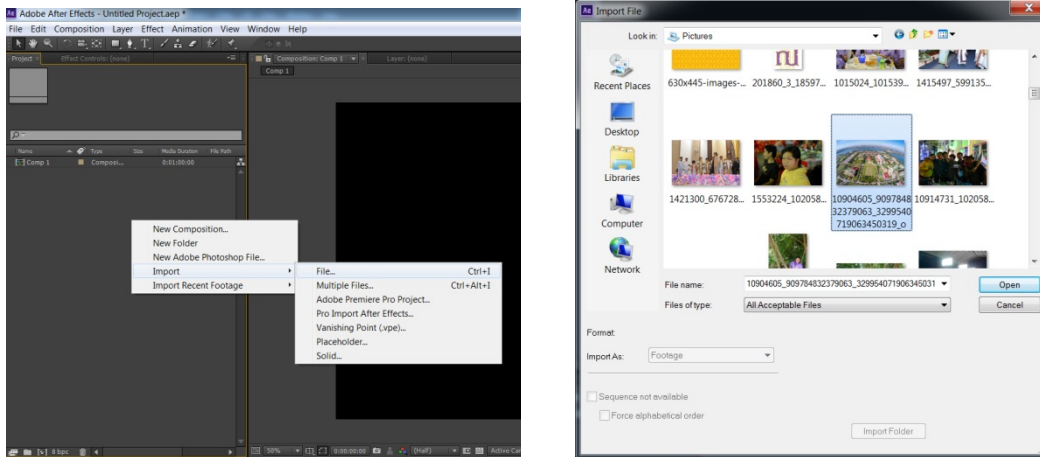 Adobe After Effects - Untitled Project.aep *
File Edit Composition Layer Effect Animation View Window Help
Project Effect Controls: (none)
Composition: Comp 1 Layer: (none)
Comp 1
Name Type Size Media Duration File Path
Comp 1 Composi... 0:01:00:00
New Composition...
New Folder
New Adobe Photoshop File...
Import
Import Recent Footage
File... Ctrl+I
Multiple Files... Ctrl+Alt+I
Adobe Premiere Pro Project...
Pro Import After Effects...
Vanishing Point (.vpe)...
Placeholder...
Solid...
8 bpc
50% 0:00:00:00 (Half) Active Ca
Import File
Look in: Pictures
Recent Places
Desktop
Libraries
Computer
Network
630x445-images-... 201860_3_18597... 1015024_101539... 1415497_599135...
1421300_676728... 1553224_102058... 10904605_9097848 10914731_102058...
32379063_3299540
719063450319_o
File name: 10904605_909784832379063_329954071906345031 Open
Files of type: All Acceptable Files Cancel
Format:
Import As: Footage
Sequence not available
Force alphabetical order
Import Folder